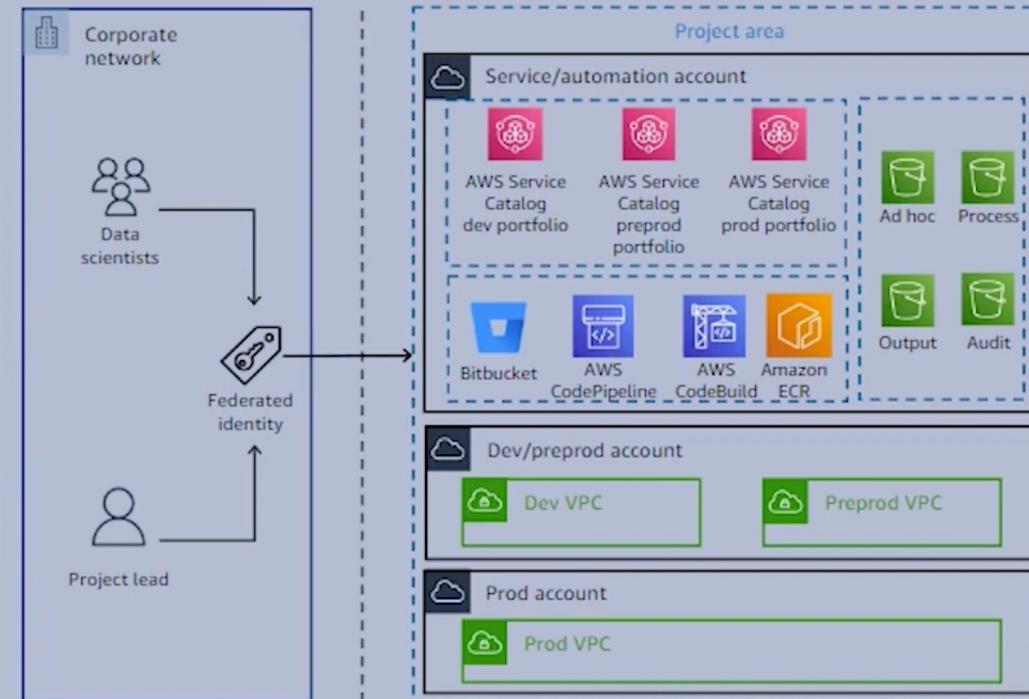 Corporate
network
Data
scientists
Federated
identity
Project lead
Project area
Service/automation account
AWS Service
Catalog
dev portfolio
AWS Service
Catalog
preprod
portfolio
AWS Service
Catalog
prod portfolio
Ad hoc
Process
Output
Audit
Bitbucket
AWS
CodePipeline
AWS
CodeBuild
Amazon
ECR
Dev/preprod account
Dev VPC
Preprod VPC
Prod account
Prod VPC